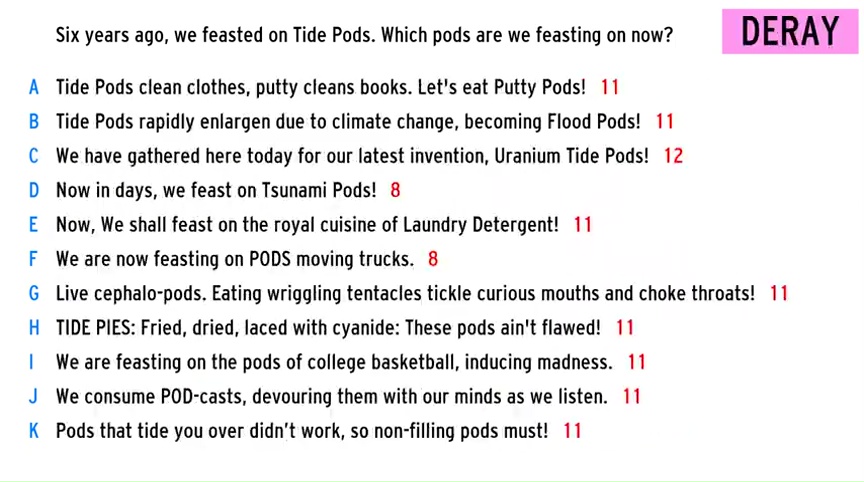 Six years ago, we feasted on Tide Pods. Which pods are we feasting on now?
DERAY
A Tide Pods clean clothes, putty cleans books. Let's eat Putty Pods! 11
B Tide Pods rapidly enlargen due to climate change, becoming Flood Pods! 11
C We have gathered here today for our latest invention, Uranium Tide Pods! 12
D Now in days, we feast on Tsunami Pods! 8
E Now, We shall feast on the royal cuisine of Laundry Detergent! 11
F We are now feasting on PODS moving trucks. 8
G Live cephalo-pods. Eating wriggling tentacles tickle curious mouths and choke throats! 11
H TIDE PIES: Fried, dried, laced with cyanide: These pods ain't flawed! 11
I We are feasting on the pods of college basketball, inducing madness. 11
J We consume POD-casts, devouring them with our minds as we listen. 11
K Pods that tide you over didn't work, so non-filling pods must! 11